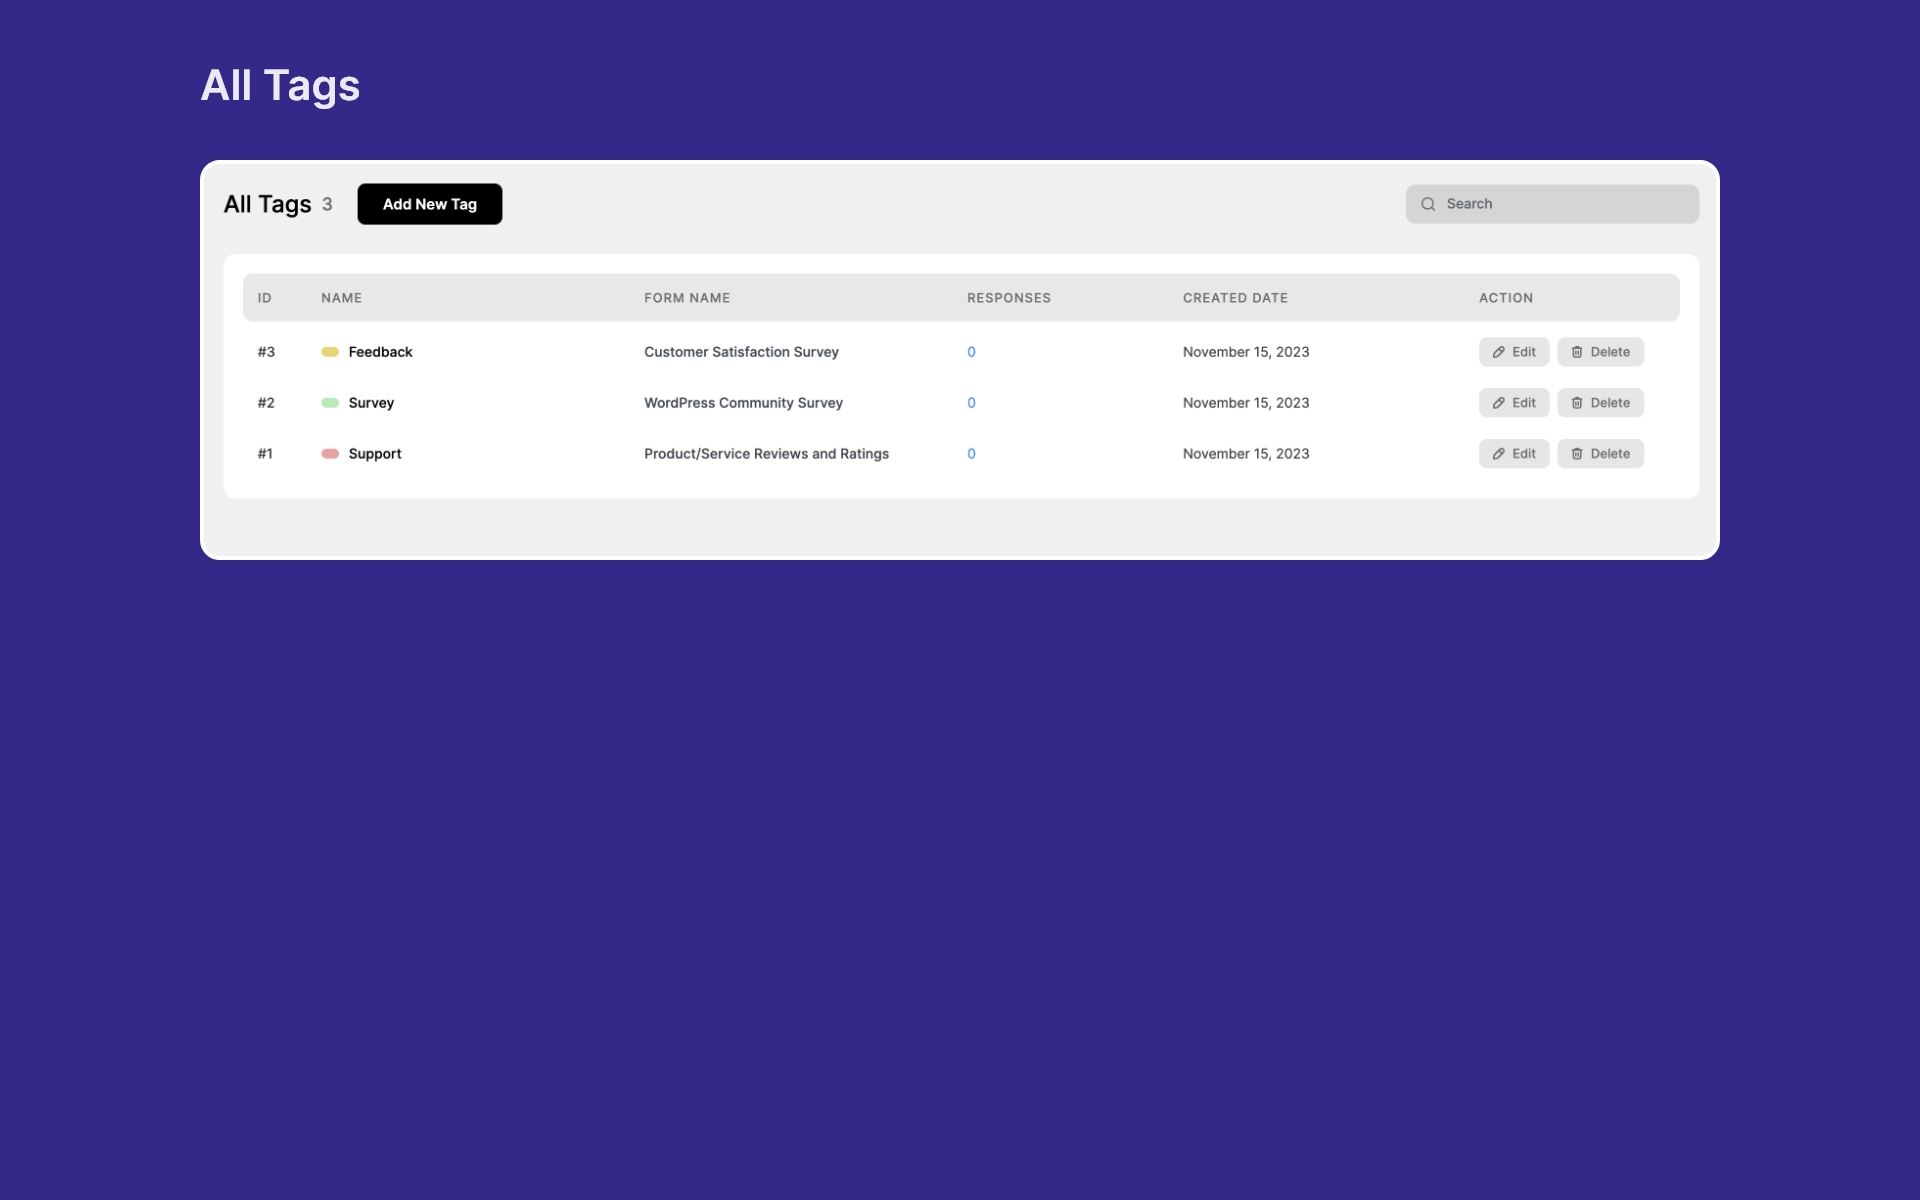 All Tags
All Tags 3 Add New Tag Search
ID NAME FORM NAME RESPONSES CREATED DATE ACTION
#3 Feedback Customer Satisfaction Survey 0 November 15, 2023 Edit Delete
#2 Survey WordPress Community Survey 0 November 15, 2023 Edit Delete
#1 Support Product/Service Reviews and Ratings 0 November 15, 2023 Edit Delete